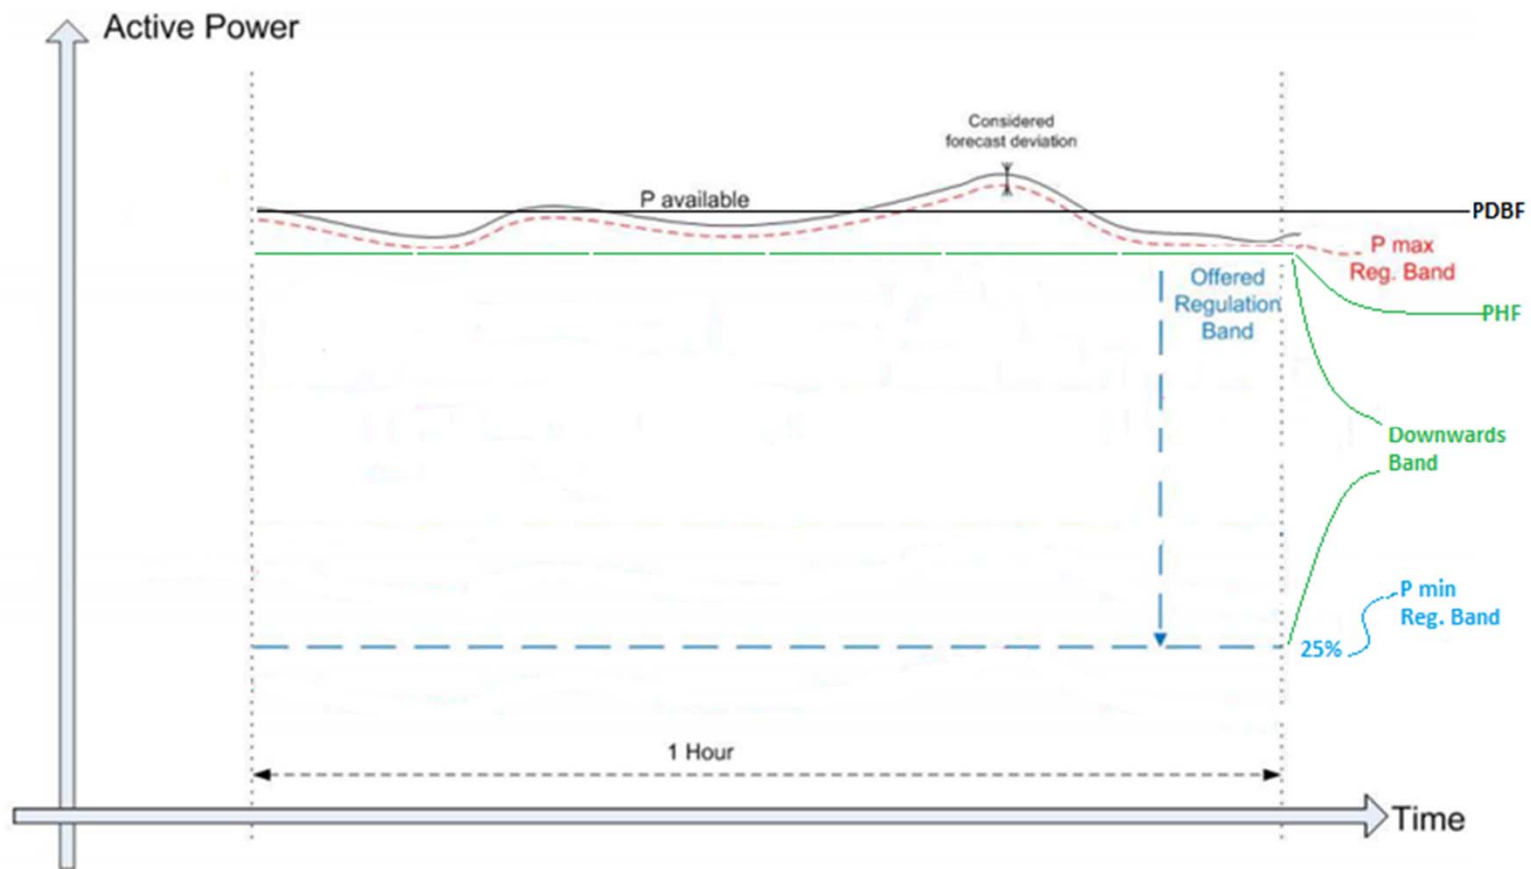 Active Power
Considered
forecast deviation
P available
PDBF
P max
Reg. Band
Offered
Regulation
Band
PHF
Downwards
Band
P min
Reg. Band
25%
1 Hour
Time